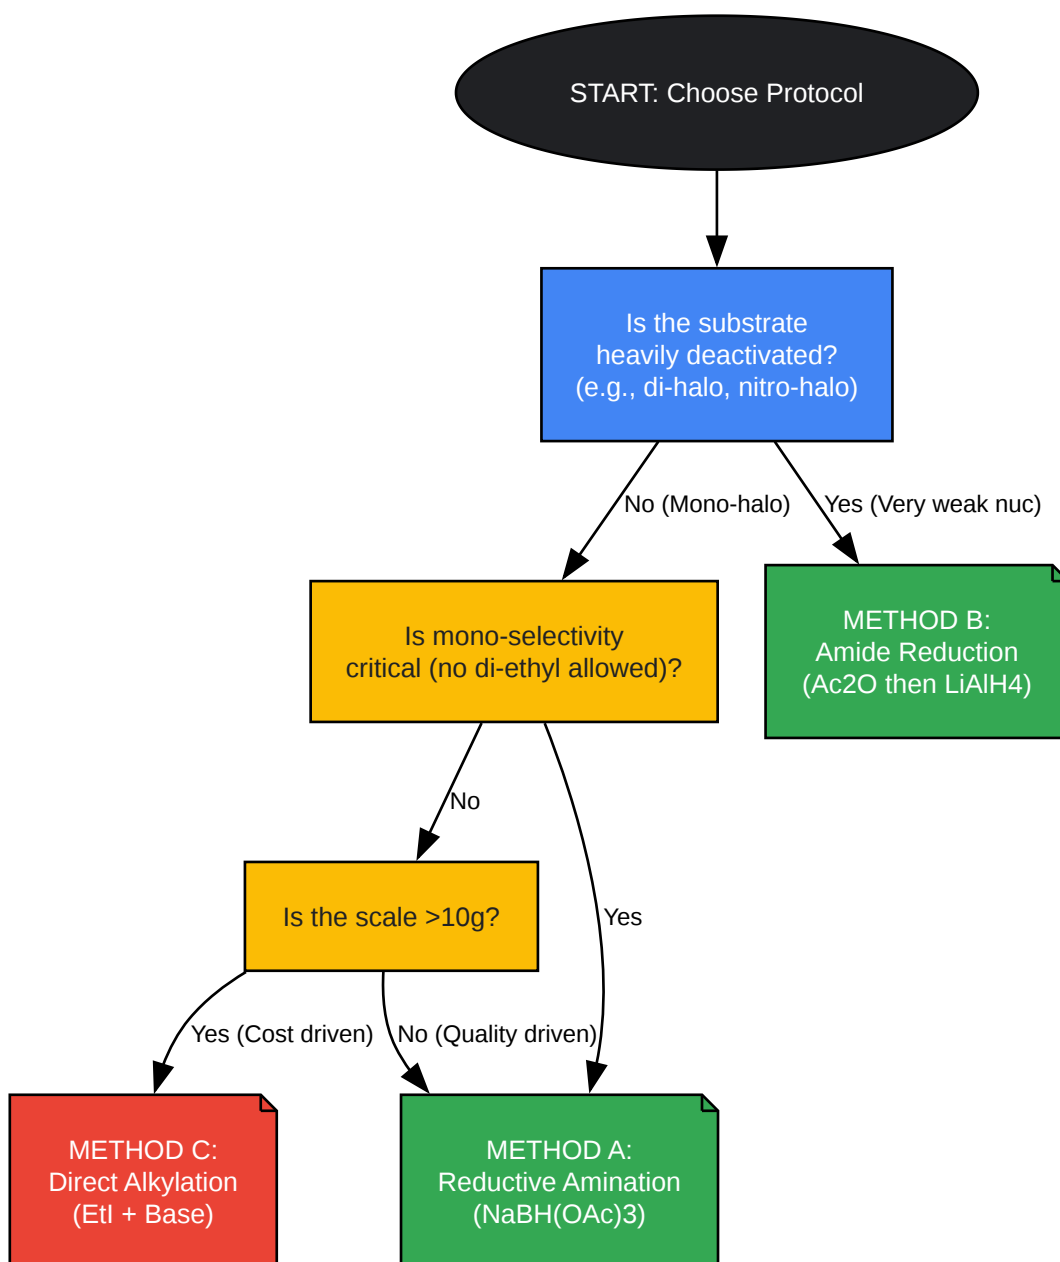 START: Choose Protocol
Is the substrate
heavily deactivated?
(e.g., di-halo, nitro-halo)
No (Mono-halo)
Yes (Very weak nuc)
Is mono-selectivity
critical (no di-ethyl allowed)?
METHOD B:
Amide Reduction
(Ac2O then LiAlH4)
No
Is the scale >10g?
Yes
Yes (Cost driven)
No (Quality driven)
METHOD C:
Direct Alkylation
(EtI + Base)
METHOD A:
Reductive Amination
(NaBH(OAc)3)